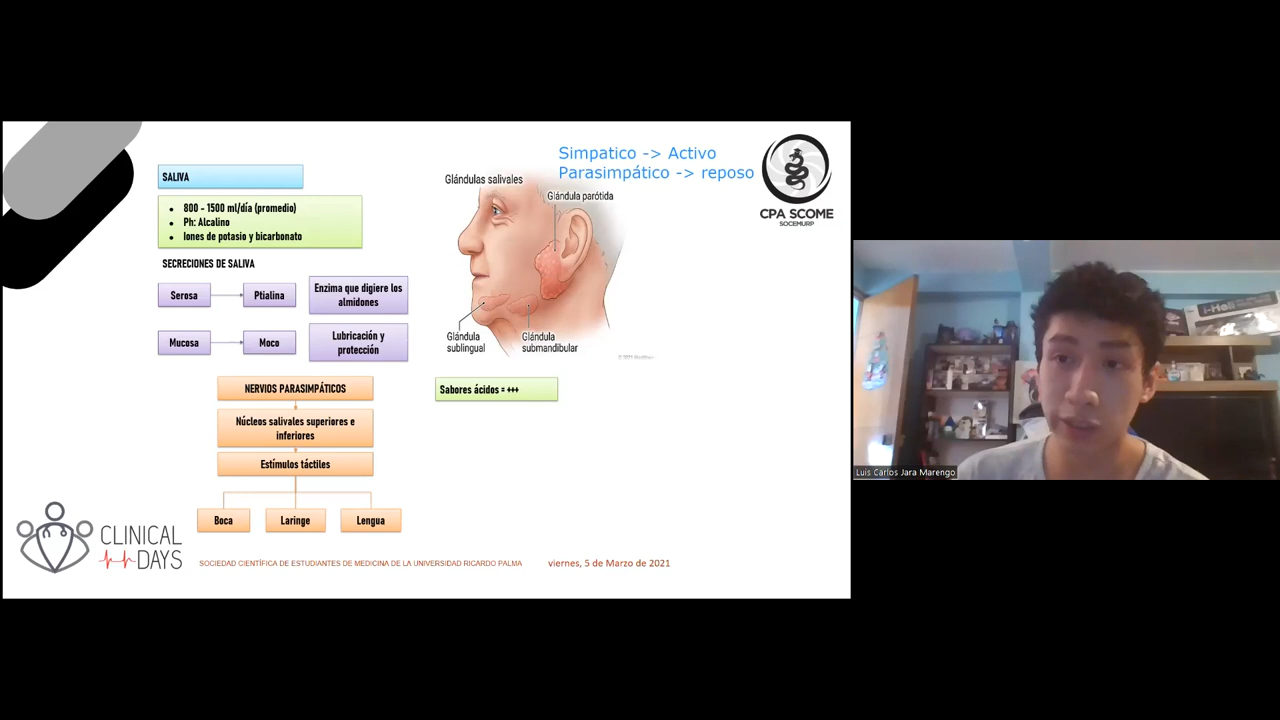 Simpatico -> Activo
Parasimpático -> reposo
CPA SCOME
SOCEMURP
SALIVA
800 - 1500 ml/día (promedio)
Ph: Alcalino
Iones de potasio y bicarbonato
SECRECIONES DE SALIVA
Serosa
Ptialina
Enzima que digiere los
almidones
Mucosa
Moco
Lubricación y
protección
Glándulas salivales
Glándula parótida
Glándula
sublingual
Glándula
submandibular
NERVIOS PARASIMPÁTICOS
Núcleos salivales superiores e
inferiores
Estímulos táctiles
Boca
Laringe
Lengua
Sabores ácidos = +++
CLINICAL
DAYS
SOCIEDAD CIENTÍFICA DE ESTUDIANTES DE MEDICINA DE LA UNIVERSIDAD RICARDO PALMA
viernes, 5 de Marzo de 2021
Luis Carlos Jara Marengo